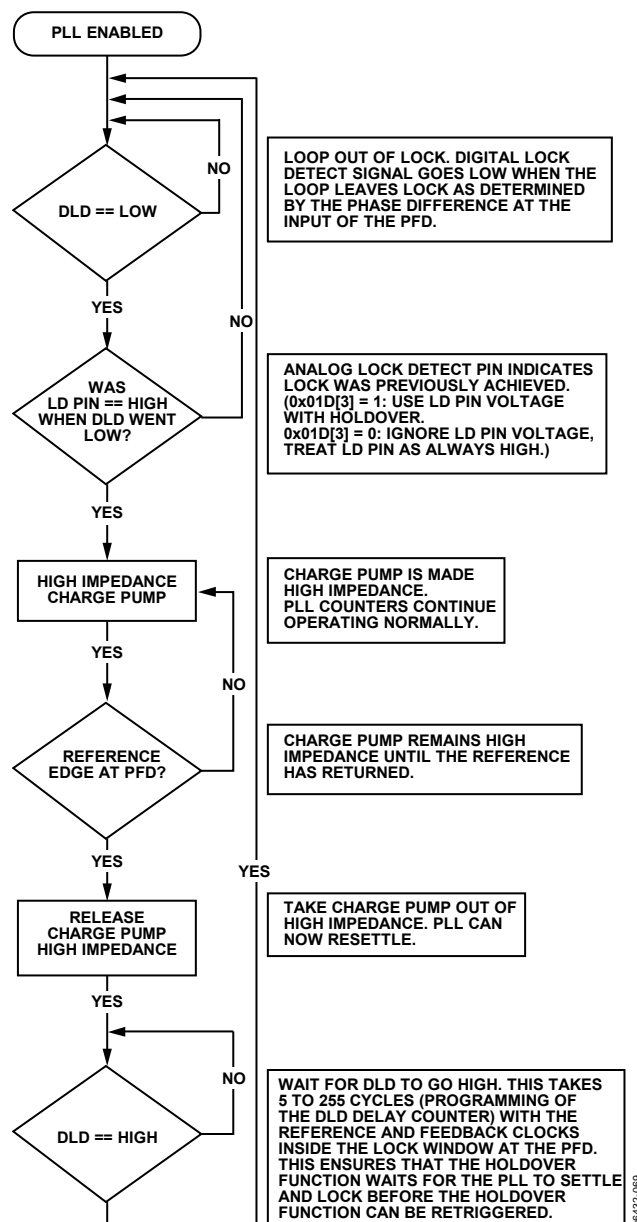 PLL ENABLED
NO
LOOP OUT OF LOCK. DIGITAL LOCK
DETECT SIGNAL GOES LOW WHEN THE
LOOP LEAVES LOCK AS DETERMINED
BY THE PHASE DIFFERENCE AT THE
INPUT OF THE PFD.
DLD == LOW
YES
NO
WAS
LD PIN == HIGH
WHEN DLD WENT
LOW?
ANALOG LOCK DETECT PIN INDICATES
LOCK WAS PREVIOUSLY ACHIEVED.
(0x01D[3] = 1: USE LD PIN VOLTAGE
WITH HOLDOVER.
0x01D[3] = 0: IGNORE LD PIN VOLTAGE,
TREAT LD PIN AS ALWAYS HIGH.)
YES
HIGH IMPEDANCE
CHARGE PUMP
CHARGE PUMP IS MADE
HIGH IMPEDANCE.
PLL COUNTERS CONTINUE
OPERATING NORMALLY.
YES
NO
REFERENCE
EDGE AT PFD?
CHARGE PUMP REMAINS HIGH
IMPEDANCE UNTIL THE REFERENCE
HAS RETURNED.
YES
YES
RELEASE
CHARGE PUMP
HIGH IMPEDANCE
TAKE CHARGE PUMP OUT OF
HIGH IMPEDANCE. PLL CAN
NOW RESETTLE.
YES
NO
DLD == HIGH
WAIT FOR DLD TO GO HIGH. THIS TAKES
5 TO 255 CYCLES (PROGRAMMING OF
THE DLD DELAY COUNTER) WITH THE
REFERENCE AND FEEDBACK CLOCKS
INSIDE THE LOCK WINDOW AT THE PFD.
THIS ENSURES THAT THE HOLDOVER
FUNCTION WAITS FOR THE PLL TO SETTLE
AND LOCK BEFORE THE HOLDOVER
FUNCTION CAN BE RETRIGGERED.